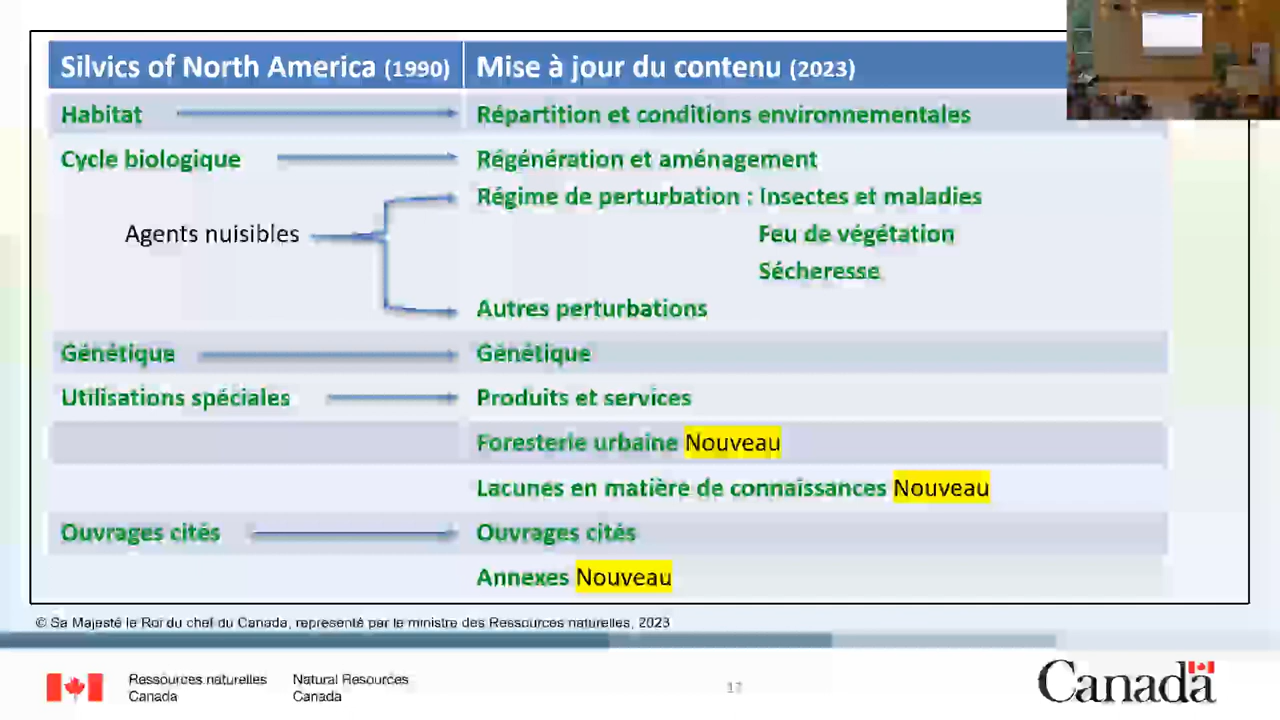 Silvics of North America (1990) Mise à jour du contenu (2023)
Habitat Répartition et conditions environnementales
Cycle biologique Régénération et aménagement
Régime de perturbation : Insectes et maladies
Agents nuisibles Feu de végétation
Sécheresse
Autres perturbations
Génétique Génétique
Utilisations spéciales Produits et services
Foresterie urbaine Nouveau
Lacunes en matière de connaissances Nouveau
Ouvrages cités Ouvrages cités
Annexes Nouveau
© Sa Majesté le Roi du chef du Canada, représenté par le ministre des Ressources naturelles, 2023
Ressources naturelles Natural Resources
Canada Canada
17
Canada